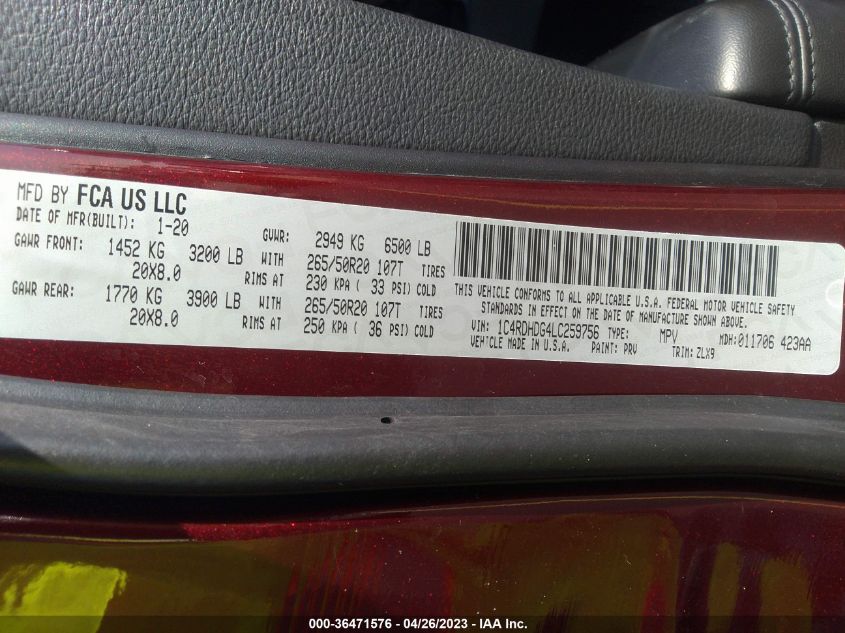 MFD BY FCA US LLC
DATE OF MFR(BUILT): 1-20 GVWR: 2949 KG 6500 LB
GAWR FRONT: 1452 KG 3200 LB WITH 265/50R20 107T TIRES
20X8.0 RIMS AT 230 KPA ( 33 PSI) COLD
GAWR REAR: 1770 KG 3900 LB WITH 265/50R20 107T TIRES
20X8.0 RIMS AT 250 KPA ( 36 PSI) COLD
THIS VEHICLE CONFORMS TO ALL APPLICABLE U.S.A. FEDERAL MOTOR VEHICLE SAFETY
STANDARDS IN EFFECT ON THE DATE OF MANUFACTURE SHOWN ABOVE.
VIN: 1C4RDHDG4LC259756 TYPE: MPV MDH:011706 423AA
VEHICLE MADE IN U.S.A. PAINT: PRV TRIM: ZLX9
000-36471576 / 04/26/2023 - IAA Inc.